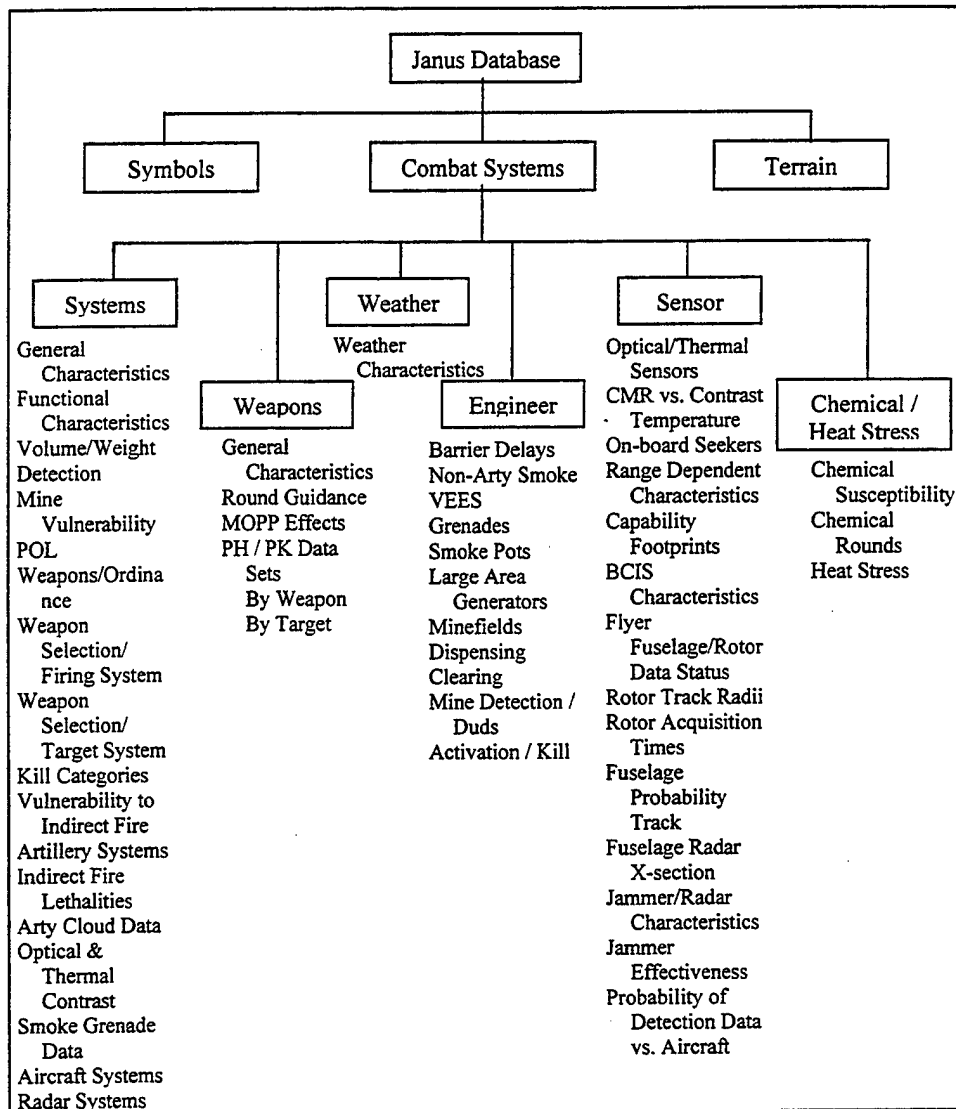 Janus Database
Symbols
Combat Systems
Terrain
Systems
General
Characteristics
Functional
Characteristics
Volume/Weight
Detection
Mine
Vulnerability
POL
Weapons/Ordina
nce
Weapon
Selection/
Firing System
Weapon
Selection/
Target System
Kill Categories
Vulnerability to
Indirect Fire
Artillery Systems
Indirect Fire
Lethalities
Arty Cloud Data
Optical &
Thermal
Contrast
Smoke Grenade
Data
Aircraft Systems
Radar Systems
Weapons
General
Characteristics
Round Guidance
MOPP Effects
PH / PK Data
Sets
By Weapon
By Target
Weather
Weather
Characteristics
Engineer
Barrier Delays
Non-Arty Smoke
VEES
Grenades
Smoke Pots
Large Area
Generators
Minefields
Dispensing
Clearing
Mine Detection /
Duds
Activation / Kill
Sensor
Optical/Thermal
Sensors
CMR vs. Contrast
Temperature
On-board Seekers
Range Dependent
Characteristics
Capability
Footprints
BCIS
Characteristics
Flyer
Fuselage/Rotor
Data Status
Rotor Track Radii
Rotor Acquisition
Times
Fuselage
Probability
Track
Fuselage Radar
X-section
Jammer/Radar
Characteristics
Jammer
Effectiveness
Probability of
Detection Data
vs. Aircraft
Chemical /
Heat Stress
Chemical
Susceptibility
Chemical
Rounds
Heat Stress